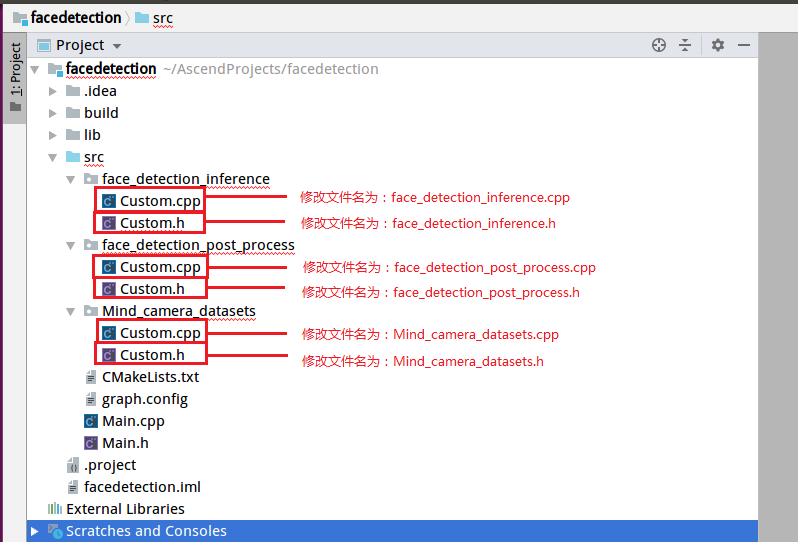 facedetection src
Project
1: Project
facedetection ~/AscendProjects/facedetection
.idea
build
lib
src
face_detection_inference
Custom.cpp 修改文件名为：face_detection_inference.cpp
Custom.h 修改文件名为：face_detection_inference.h
face_detection_post_process
Custom.cpp 修改文件名为：face_detection_post_process.cpp
Custom.h 修改文件名为：face_detection_post_process.h
Mind_camera_datasets
Custom.cpp 修改文件名为：Mind_camera_datasets.cpp
Custom.h 修改文件名为：Mind_camera_datasets.h
CMakeLists.txt
graph.config
Main.cpp
Main.h
.project
facedetection.iml
External Libraries
Scratches and Consoles